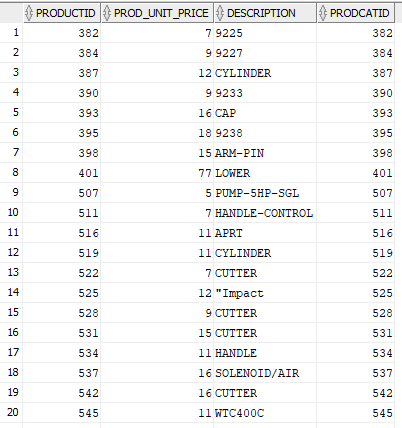 PRODUCTID PROD_UNIT_PRICE DESCRIPTION PRODCATID
1 382 7 9225 382
2 384 9 9227 384
3 387 12 CYLINDER 387
4 390 9 9233 390
5 393 16 CAP 393
6 395 18 9238 395
7 398 15 ARM-PIN 398
8 401 77 LOWER 401
9 507 5 PUMP-5HP-SGL 507
10 511 7 HANDLE-CONTROL 511
11 516 11 APRT 516
12 519 11 CYLINDER 519
13 522 7 CUTTER 522
14 525 12 "Impact 525
15 528 9 CUTTER 528
16 531 15 CUTTER 531
17 534 11 HANDLE 534
18 537 16 SOLENOID/AIR 537
19 542 16 CUTTER 542
20 545 11 WTC400C 545